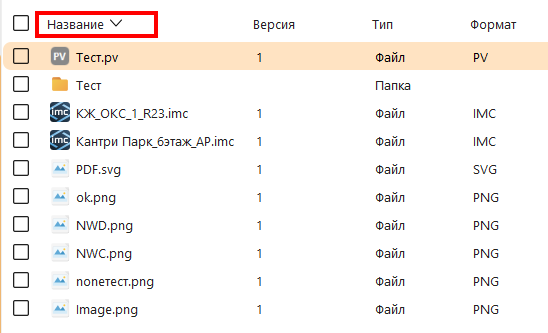 Название Версия Тип Формат
PV Тест.pv 1 Файл PV
Тест Папка
imc КЖ_ОКС_1_R23.imc 1 Файл IMC
imc Кантри Парк_6этаж_АР.imc 1 Файл IMC
PDF.svg 1 Файл SVG
ok.png 1 Файл PNG
NWD.png 1 Файл PNG
NWC.png 1 Файл PNG
nonетест.png 1 Файл PNG
Image.png 1 Файл PNG